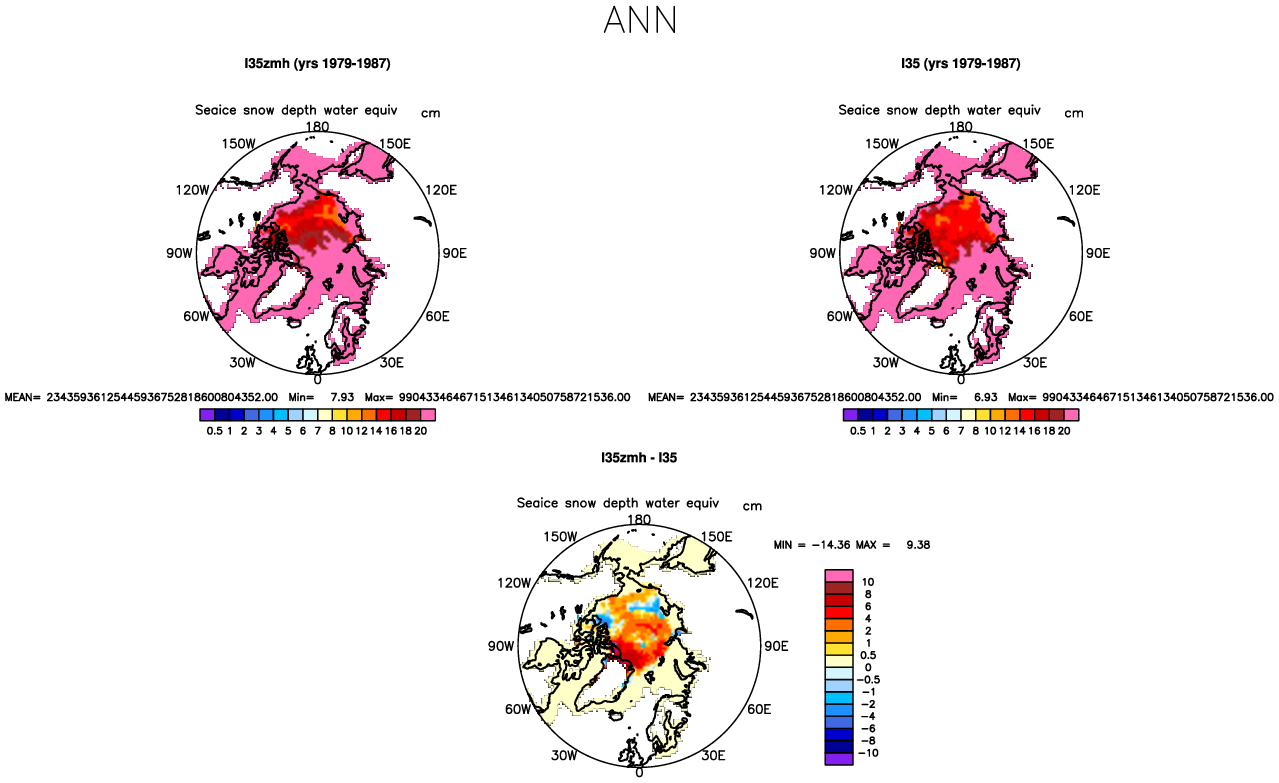 ANN
I35zmh (yrs 1979-1987)
Seaice snow depth water equiv cm
180
150W 150E
120W 120E
90W 90E
60W 60E
30W 30E
0
MEAN= 23435936125445936752818600804352.00 Min= 7.93 Max= 990433464671513461340507587215​36.00
0.5 1 2 3 4 5 6 7 8 10 12 14 16 18 20
I35 (yrs 1979-1987)
Seaice snow depth water equiv cm
180
150W 150E
120W 120E
90W 90E
60W 60E
30W 30E
0
MEAN= 23435936125445936752818600804352.00 Min= 6.93 Max= 99043346467151346134050758721536.00
0.5 1 2 3 4 5 6 7 8 10 12 14 16 18 20
I35zmh - I35
Seaice snow depth water equiv cm
180
150W 150E
120W 120E
90W 90E
60W 60E
30W 30E
0
MIN = -14.36 MAX = 9.38
10
8
6
4
2
1
0.5
0
-0.5
-1
-2
-4
-6
-8
-10